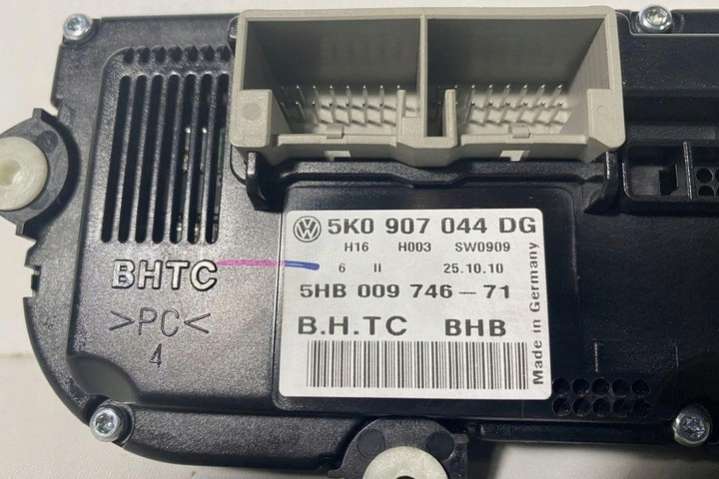 5K0 907 044 DG
H16 H003 SW0909
6 II 25.10.10
5HB 009 746-71
B.H.TC BHB
Made in Germany
BHTC
>PC<
4